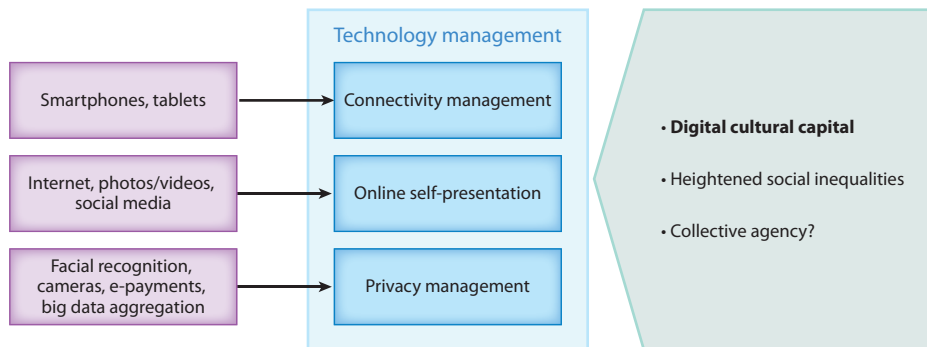 Technology management
Smartphones, tablets
Connectivity management
Internet, photos/videos,
social media
Online self-presentation
Facial recognition,
cameras, e-payments,
big data aggregation
Privacy management
• Digital cultural capital
• Heightened social inequalities
• Collective agency?